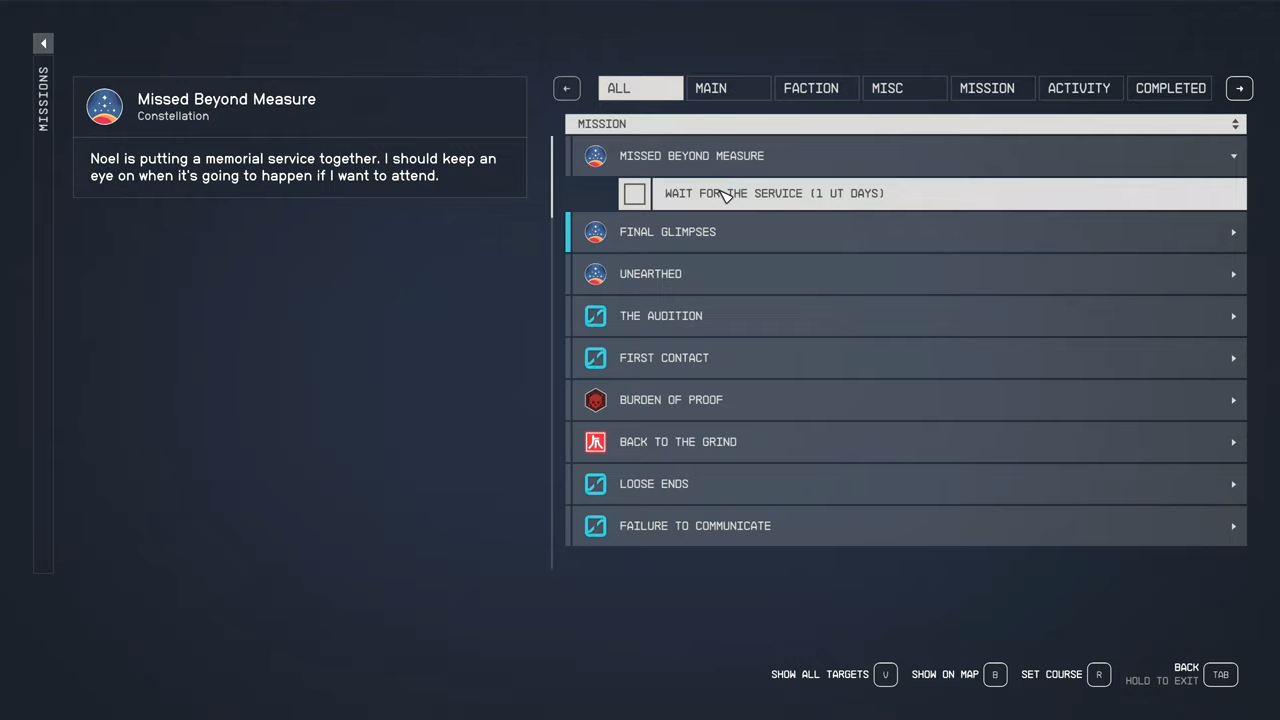 MISSIONS
Missed Beyond Measure
Constellation
Noel is putting a memorial service together. I should keep an
eye on when it's going to happen if I want to attend.
ALL
MAIN
FACTION
MISC
MISSION
ACTIVITY
COMPLETED
MISSION
MISSED BEYOND MEASURE
WAIT FOR THE SERVICE (1 UT DAYS)
FINAL GLIMPSES
UNEARTHED
THE AUDITION
FIRST CONTACT
BURDEN OF PROOF
BACK TO THE GRIND
LOOSE ENDS
FAILURE TO COMMUNICATE
SHOW ALL TARGETS V
SHOW ON MAP B
SET COURSE R
BACK
HOLD TO EXIT
TAB